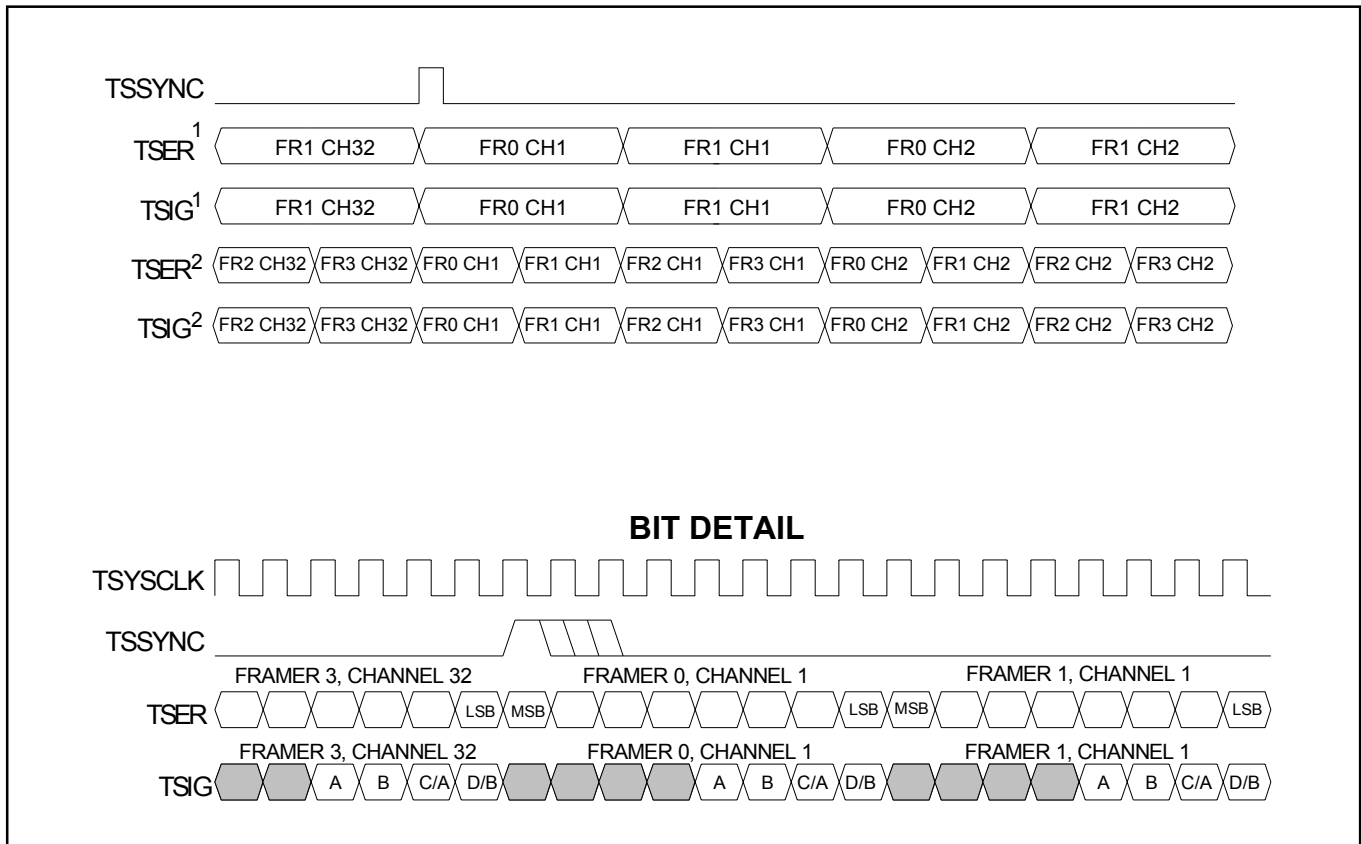 TSSYNC
TSER1 FR1 CH32 FR0 CH1 FR1 CH1 FR0 CH2 FR1 CH2
TSIG1 FR1 CH32 FR0 CH1 FR1 CH1 FR0 CH2 FR1 CH2
TSER2 FR2 CH32 FR3 CH32 FR0 CH1 FR1 CH1 FR2 CH1 FR3 CH1 FR0 CH2 FR1 CH2 FR2 CH2 FR3 CH2
TSIG2 FR2 CH32 FR3 CH32 FR0 CH1 FR1 CH1 FR2 CH1 FR3 CH1 FR0 CH2 FR1 CH2 FR2 CH2 FR3 CH2
BIT DETAIL
TSYSCLK
TSSYNC
FRAMER 3, CHANNEL 32 FRAMER 0, CHANNEL 1 FRAMER 1, CHANNEL 1
TSER LSB MSB LSB MSB LSB
FRAMER 3, CHANNEL 32 FRAMER 0, CHANNEL 1 FRAMER 1, CHANNEL 1
TSIG A B C/A D/B A B C/A D/B A B C/A D/B